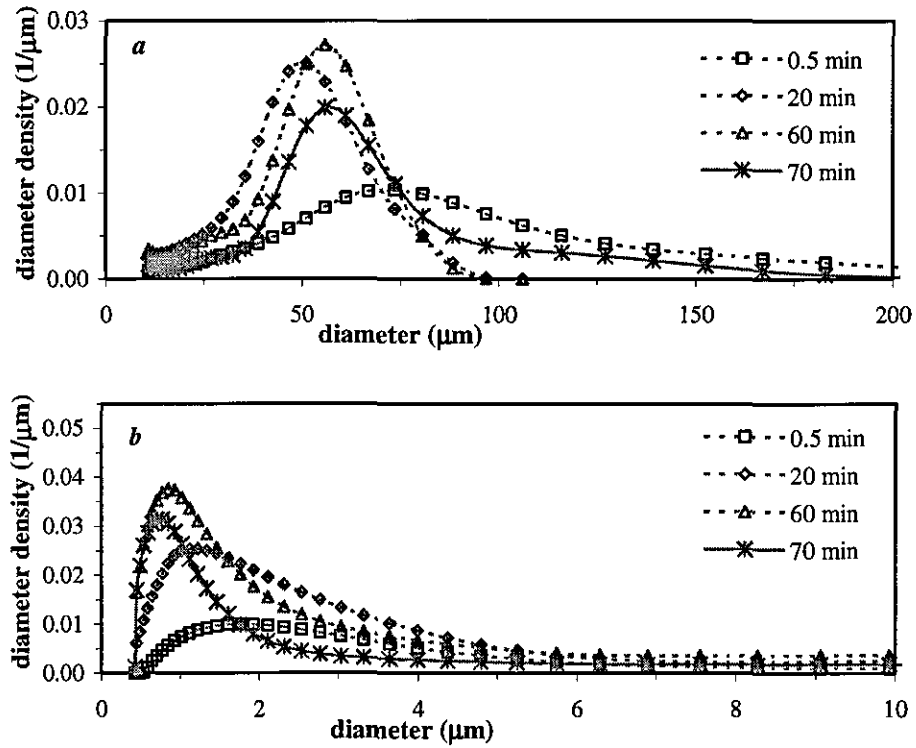 a
diameter density (1/µm)
0.03
0.02
0.01
0.00
0.5 min
20 min
60 min
70 min
0 50 100 150 200
diameter (µm)
b
diameter density (1/µm)
0.05
0.04
0.03
0.02
0.01
0.00
0.5 min
20 min
60 min
70 min
0 2 4 6 8 10
diameter (µm)